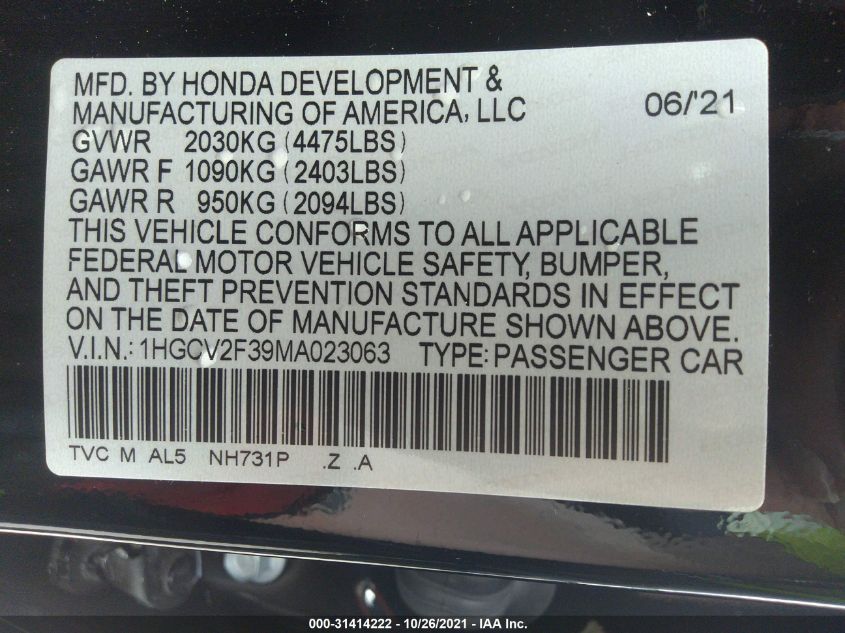 MFD. BY HONDA DEVELOPMENT &
MANUFACTURING OF AMERICA, LLC 06/'21
GVWR 2030KG (4475LBS)
GAWR F 1090KG (2403LBS)
GAWR R 950KG (2094LBS)
THIS VEHICLE CONFORMS TO ALL APPLICABLE
FEDERAL MOTOR VEHICLE SAFETY, BUMPER,
AND THEFT PREVENTION STANDARDS IN EFFECT
ON THE DATE OF MANUFACTURE SHOWN ABOVE.
V.I.N.: 1HGCV2F39MA023063 TYPE: PASSENGER CAR
TVC M AL5 NH731P .Z .A
000-31414222 - 10/26/2021 - IAA Inc.